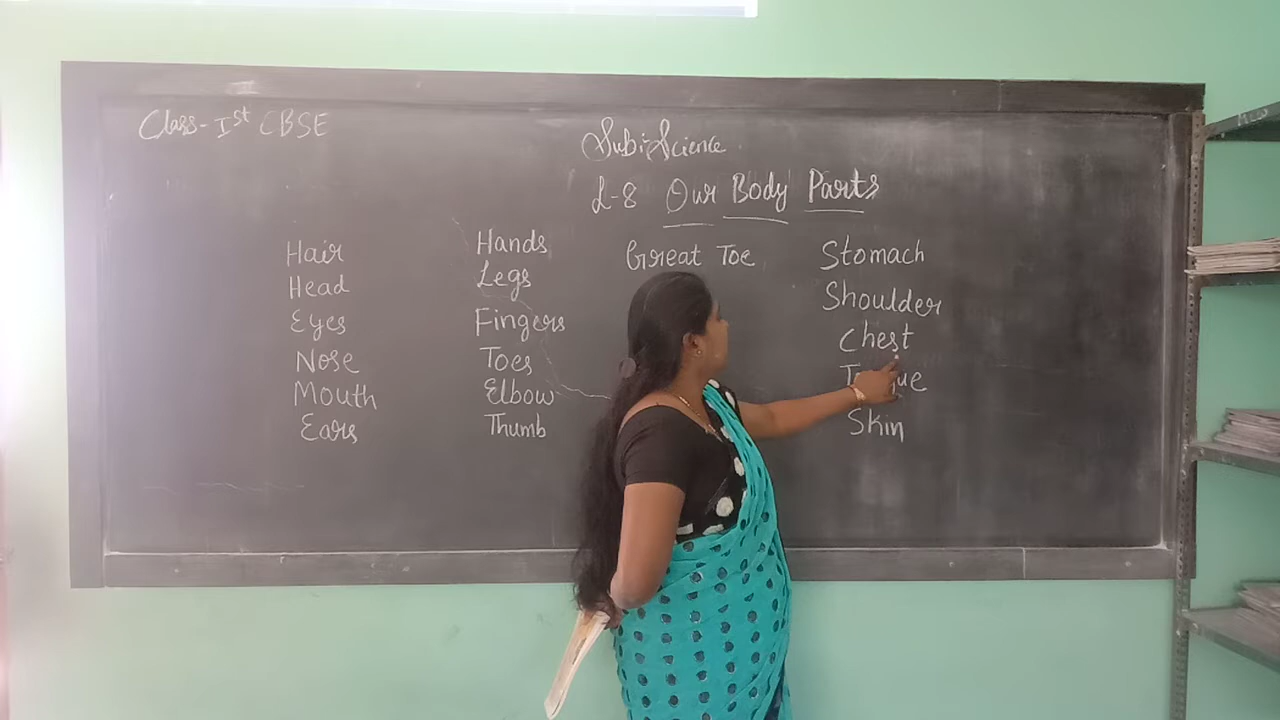 Class-Ist CBSE
Sub:-Science
L-8 Our Body Parts
Hair
Head
Eyes
Nose
Mouth
Ears
Hands
Legs
Fingers
Toes
Elbow
Thumb
Great Toe
Stomach
Shoulder
Chest
Skin